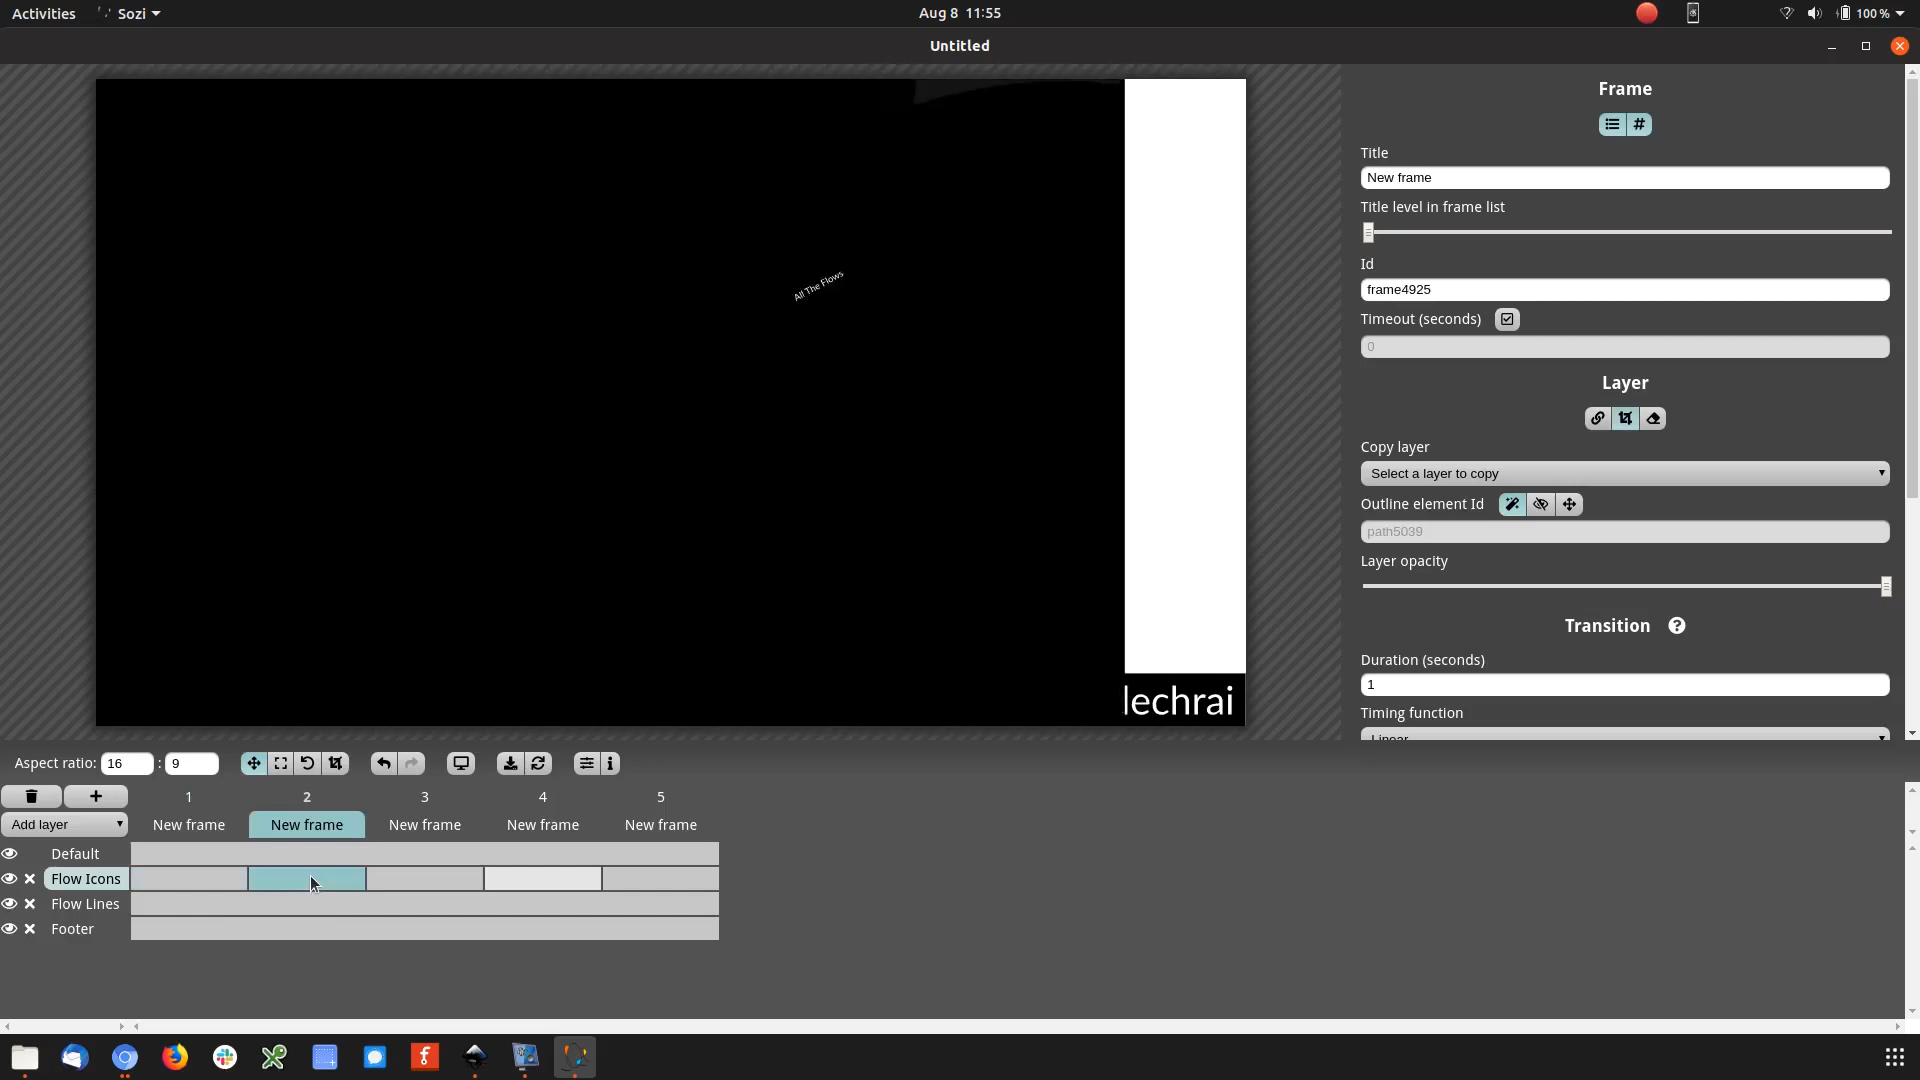 Activities Sozi Aug 8 11:55 100 %
Untitled
Frame
Title
New frame
Title level in frame list
Id
frame4925
Timeout (seconds)
0
Layer
Copy layer
Select a layer to copy
Outline element Id
path5039
Layer opacity
Transition
Duration (seconds)
1
Timing function
Linear
All The Flows
lechrai
Aspect ratio: 16 : 9
1 2 3 4 5
Add layer New frame New frame New frame New frame New frame
Default
Flow Icons
Flow Lines
Footer